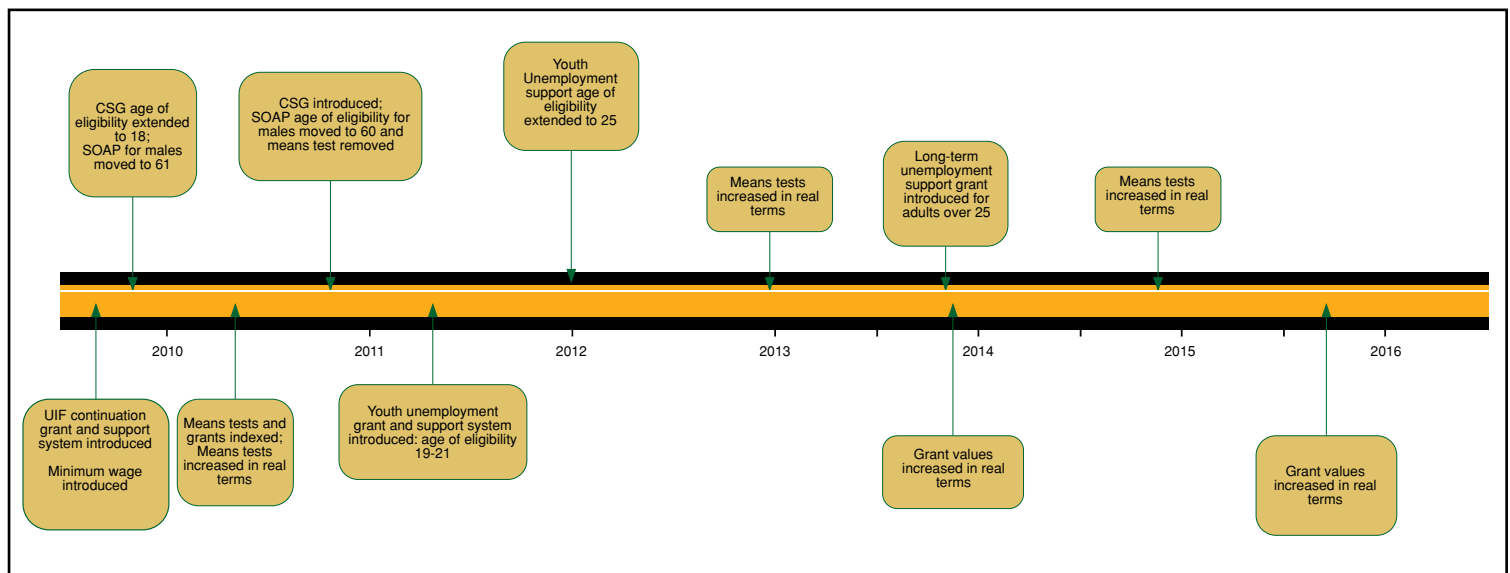 CSG age of
eligibility extended
to 18;
SOAP for males
moved to 61
CSG introduced;
SOAP age of eligibility for
males moved to 60 and
means test removed
Youth
Unemployment
support age of
eligibility
extended to 25
Means tests
increased in real
terms
Long-term
unemployment
support grant
introduced for
adults over 25
Means tests
increased in real
terms
2010
2011
2012
2013
2014
2015
2016
UIF continuation
grant and support
system introduced
Minimum wage
introduced
Means tests and
grants indexed;
Means tests
increased in real
terms
Youth unemployment
grant and support system
introduced: age of eligibility
19-21
Grant values
increased in real
terms
Grant values
increased in real
terms